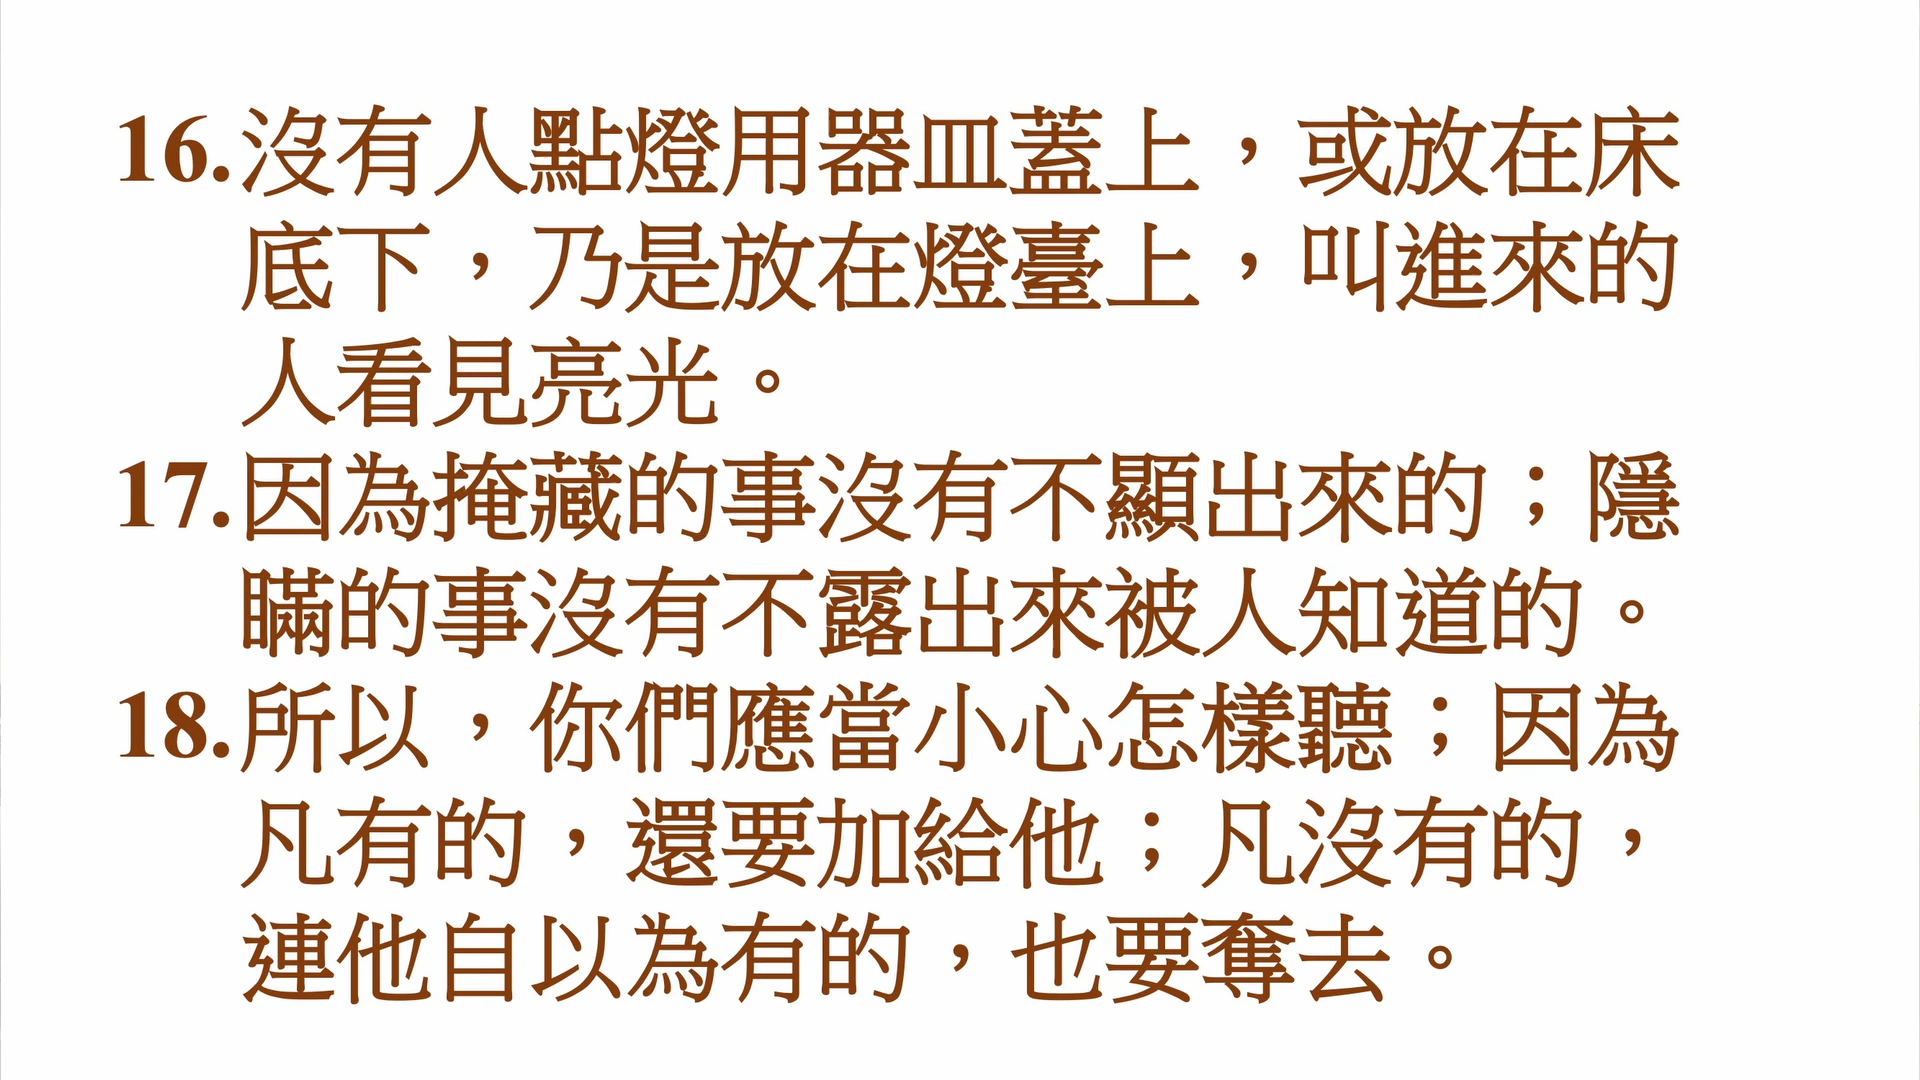 16.沒有人點燈用器皿蓋上，或放在床
底下，乃是放在燈臺上，叫進來的
人看見亮光。
17.因為掩藏的事沒有不顯出來的；隱
瞞的事沒有不露出來被人知道的。
18.所以，你們應當小心怎樣聽；因為
凡有的，還要加給他；凡沒有的，
連他自以為有的，也要奪去。